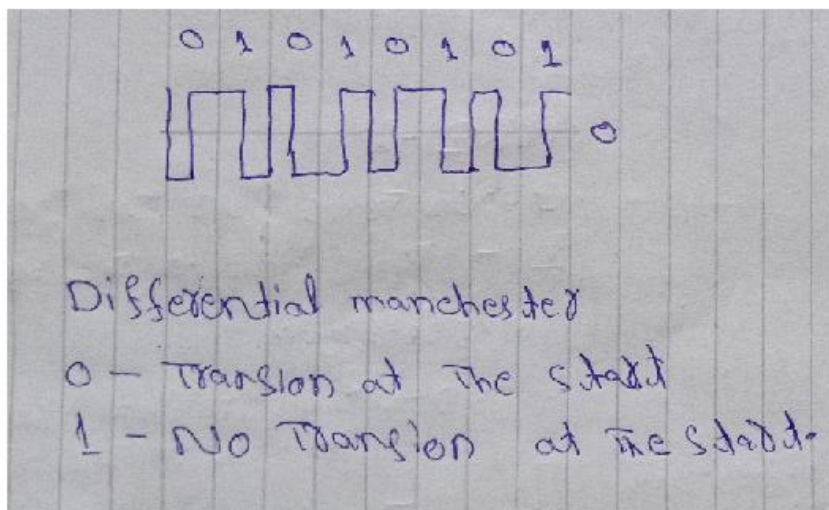 0 1 0 1 0 1 0 1
0
Differential manchester
0 - Transion at The start
1 - No Transion at The start.